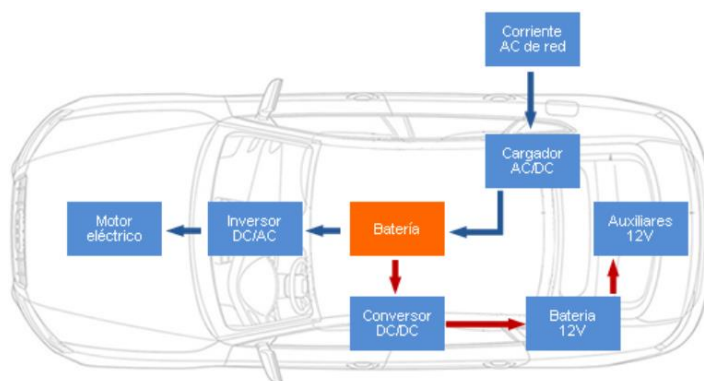 Corriente
AC de red
Cargador
AC/DC
Motor
eléctrico
Inversor
DC/AC
Batería
Auxiliares
12V
Conversor
DC/DC
Bateria
12V